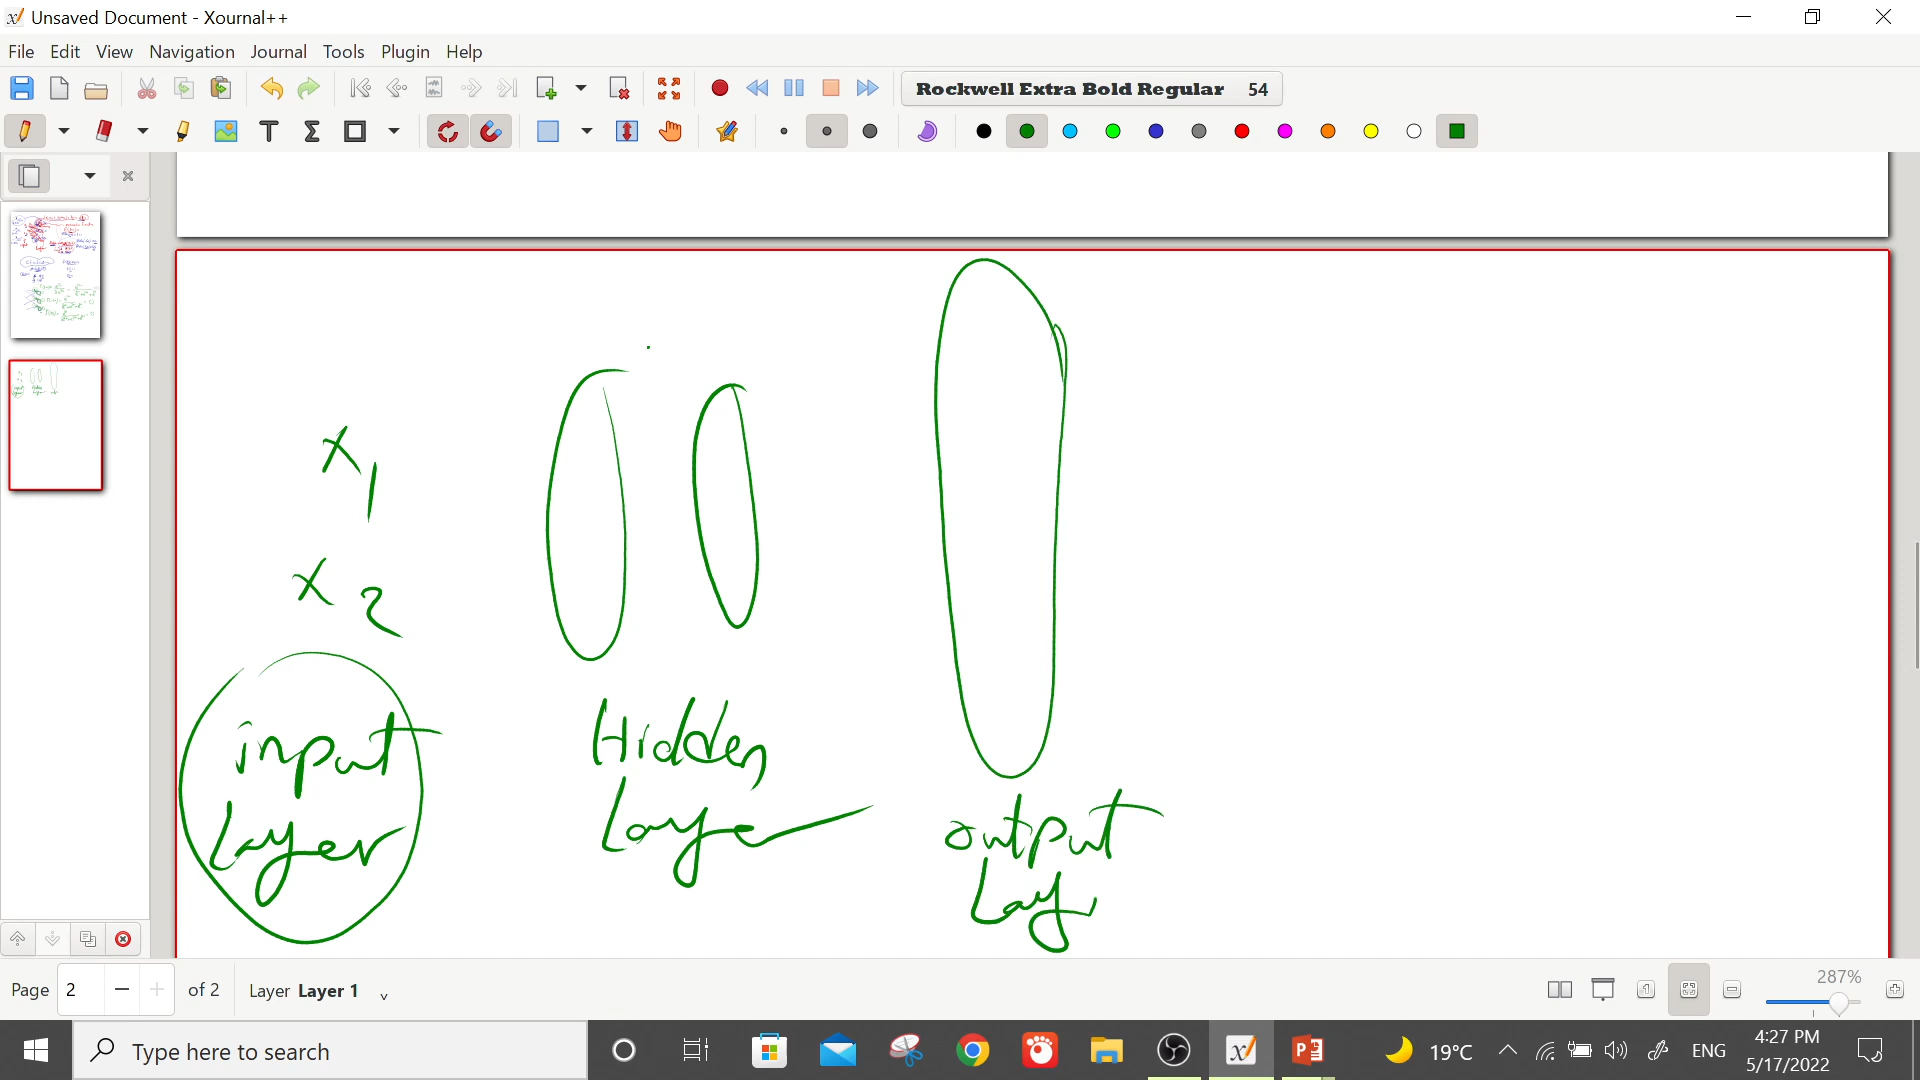 Unsaved Document - Xournal++
File Edit View Navigation Journal Tools Plugin Help
Rockwell Extra Bold Regular 54
x1
x2
input
Layer
Hidden
Laye
output
Lay
Page 2 of 2 Layer Layer 1
287%
Type here to search
19°C
ENG
4:27 PM
5/17/2022